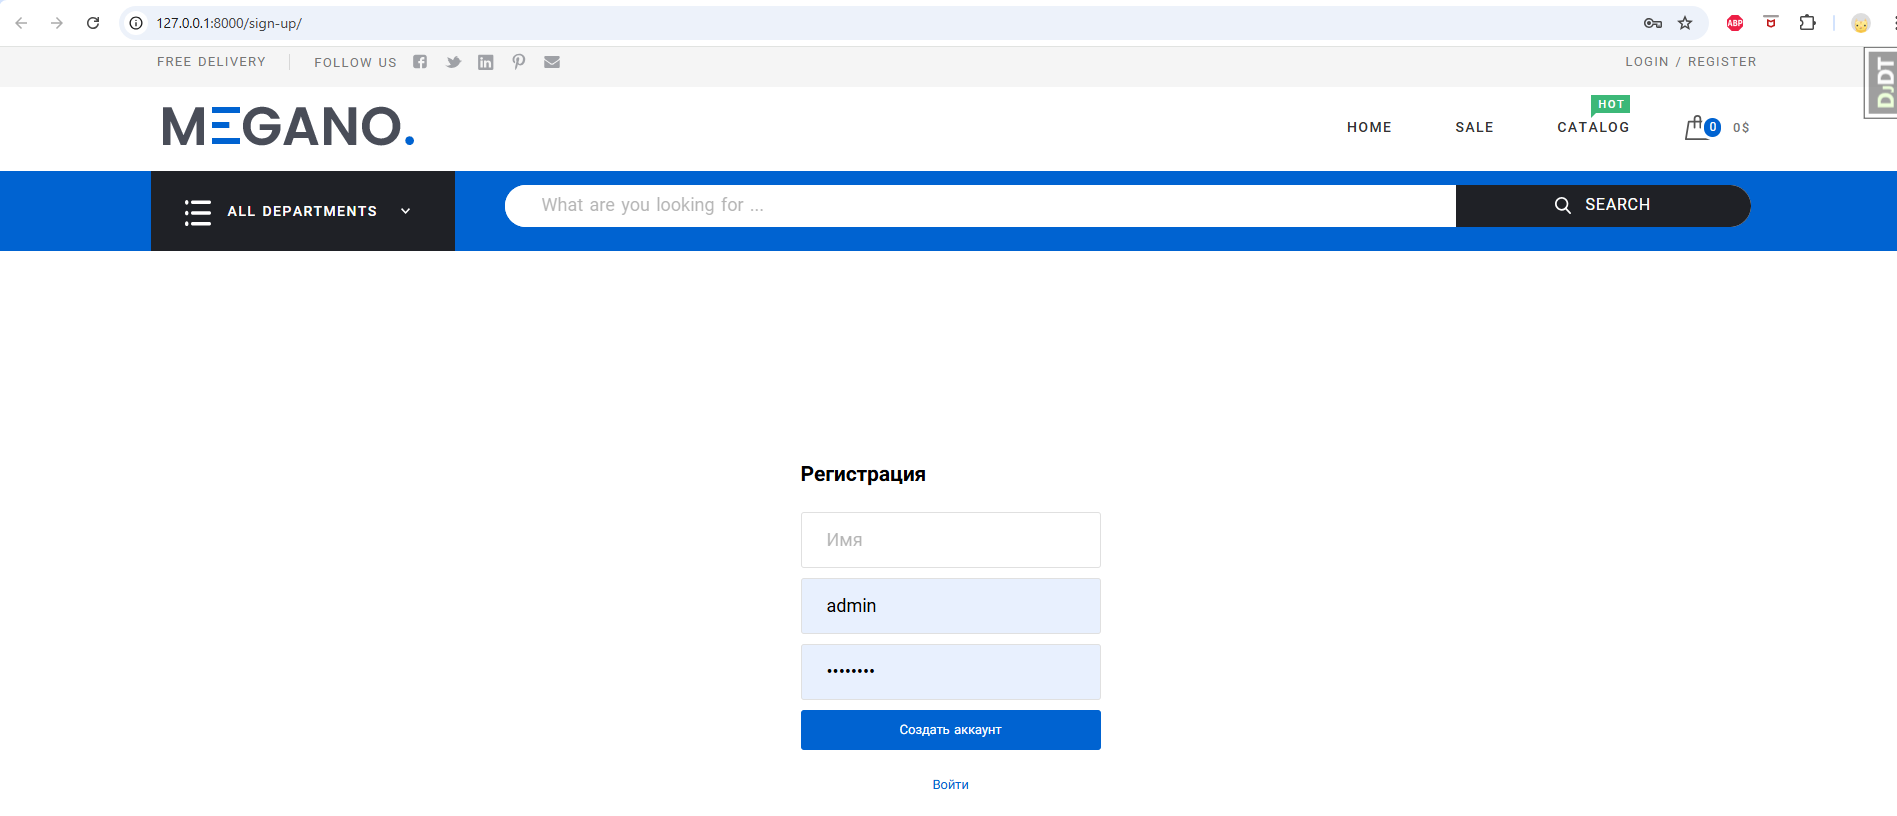 127.0.0.1:8000/sign-up/
ABP
FREE DELIVERY
FOLLOW US
LOGIN / REGISTER
DJDT
MEGANO.
HOME
SALE
HOT
CATALOG
0
0$
ALL DEPARTMENTS
What are you looking for ...
SEARCH
Регистрация
Имя
admin
••••••••
Создать аккаунт
Войти